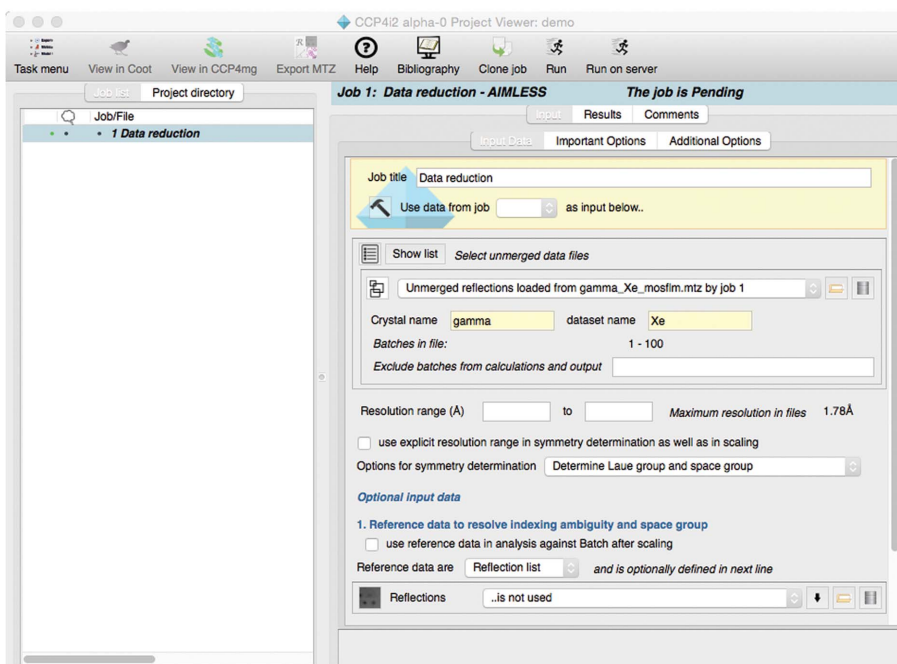 CCP4i2 alpha-0 Project Viewer: demo
Task menu View in Coot View in CCP4mg Export MTZ Help Bibliography Clone job Run Run on server
Job list Project directory
Job/File
1 Data reduction
Job 1: Data reduction - AIMLESS The job is Pending
Input Results Comments
Input Data Important Options Additional Options
Job title Data reduction
Use data from job as input below..
Show list Select unmerged data files
Unmerged reflections loaded from gamma_Xe_mosflm.mtz by job 1
Crystal name gamma dataset name Xe
Batches in file: 1 - 100
Exclude batches from calculations and output
Resolution range (Å) to Maximum resolution in files 1.78Å
use explicit resolution range in symmetry determination as well as in scaling
Options for symmetry determination Determine Laue group and space group
Optional input data
1. Reference data to resolve indexing ambiguity and space group
use reference data in analysis against Batch after scaling
Reference data are Reflection list and is optionally defined in next line
Reflections ..is not used